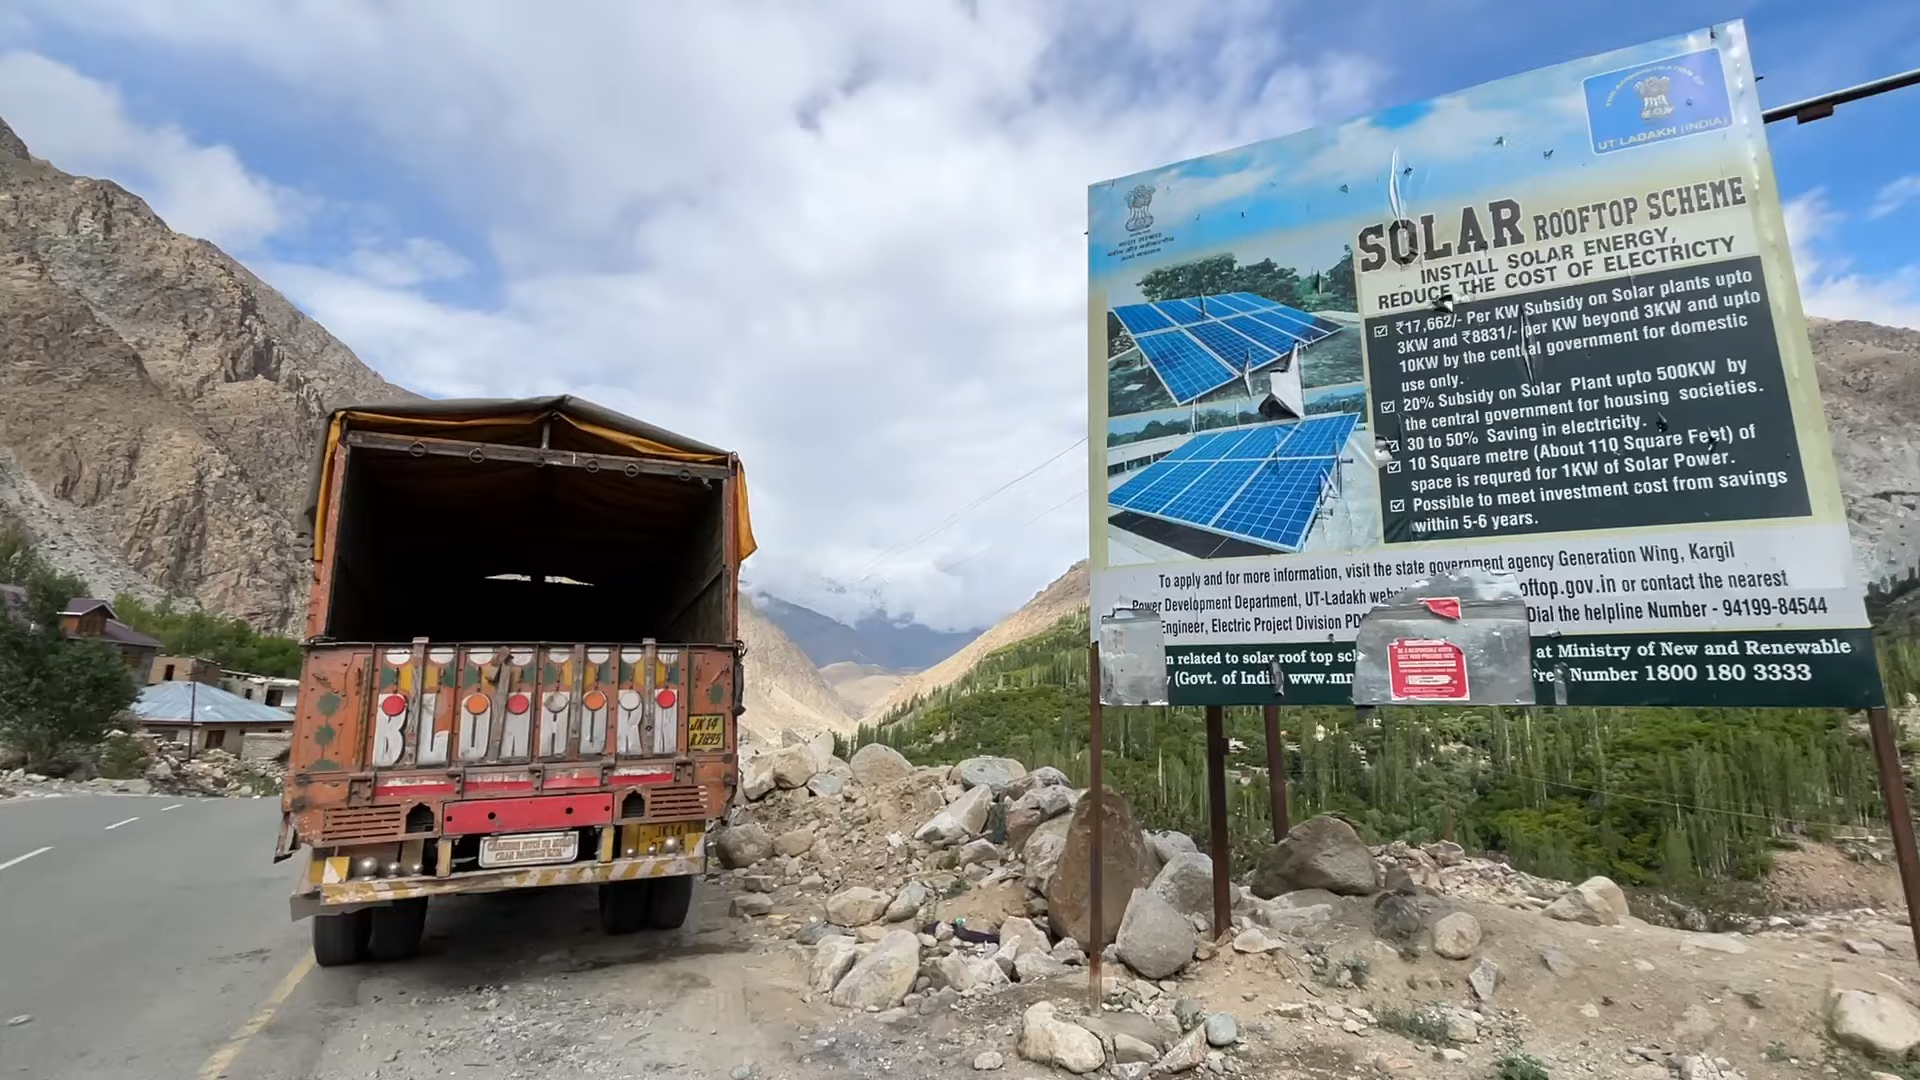 UT LADAKH (INDIA)
भारत सरकार
SOLAR ROOFTOP SCHEME
INSTALL SOLAR ENERGY,
REDUCE THE COST OF ELECTRICTY
₹17,662/- Per KW Subsidy on Solar plants upto
3KW and ₹8831/- per KW beyond 3KW and upto
10KW by the central government for domestic
use only.
20% Subsidy on Solar Plant upto 500KW by
the central government for housing societies.
30 to 50% Saving in electricity.
10 Square metre (About 110 Square Feet) of
space is requred for 1KW of Solar Power.
Possible to meet investment cost from savings
within 5-6 years.
To apply and for more information, visit the state government agency Generation Wing, Kargil
Power Development Department, UT-Ladakh oftop.gov.in or contact the nearest
Engineer, Electric Project Division Dial the helpline Number - 94199-84544
n related to solar roof top at Ministry of New and Renewable
(Govt. of India) www. Number 1800 180 3333
BLOWHORN
JK14